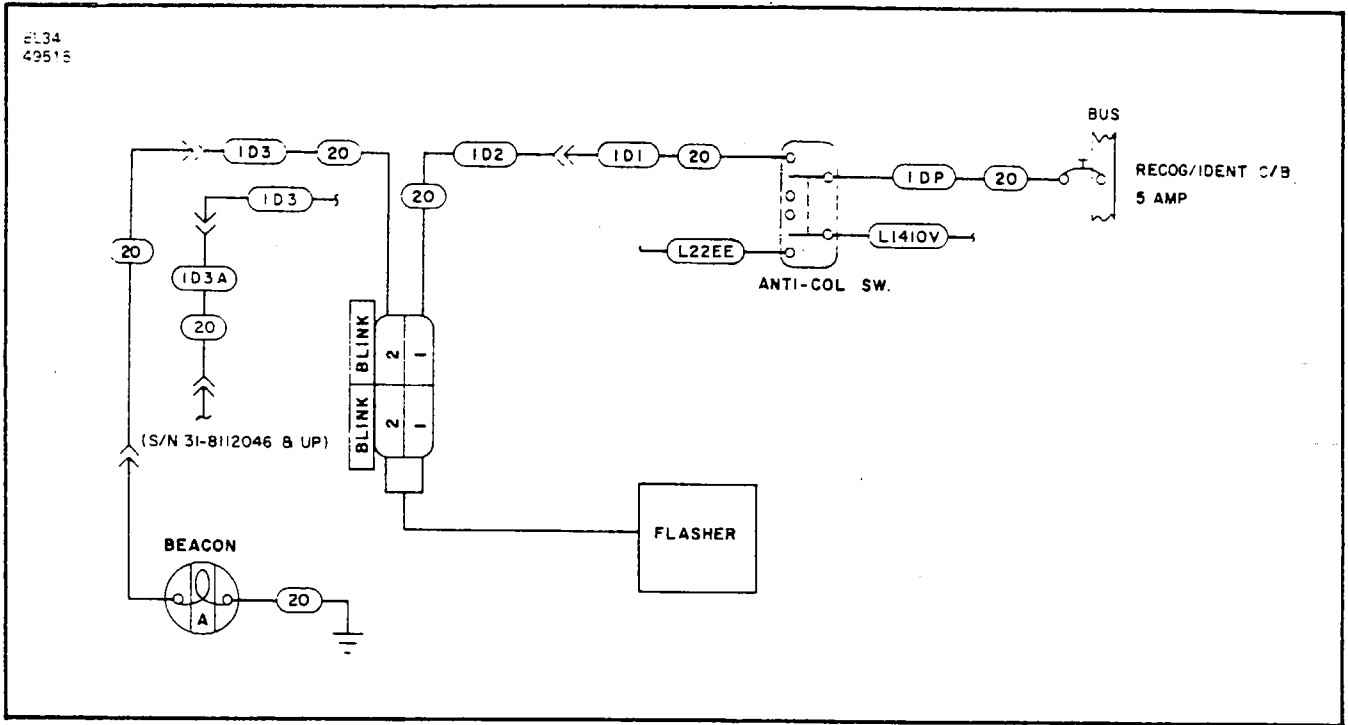 EL34
BUS
1D3 20 1D2 1D1 20
RECOG/IDENT C/B
5 AMP
1DP 20
1D3 20
L1410V
20 L22EE
1D3A
ANTI-COL SW.
20
BLINK 2 1
BLINK 2 1
(S/N 31-8112046 & UP)
FLASHER
BEACON
A 20